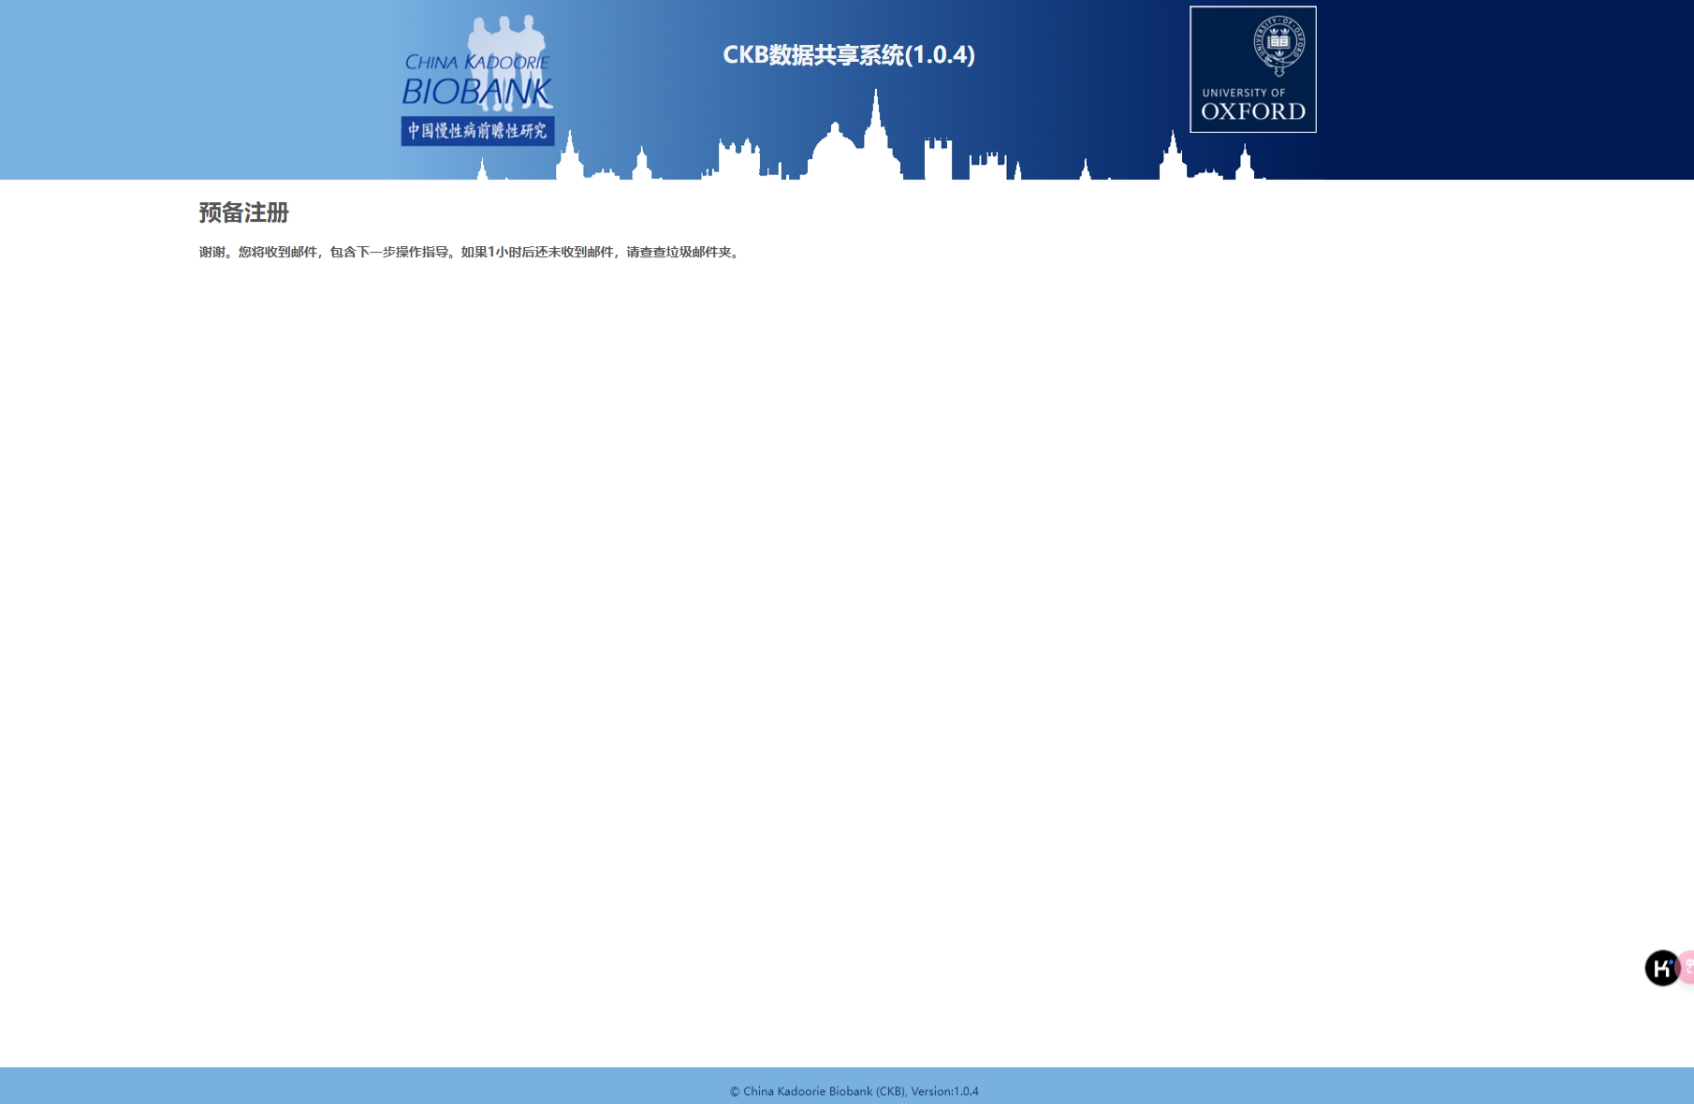 CHINA KADOORIE
BIOBANK
中国慢性病前瞻性研究
CKB数据共享系统(1.0.4)
UNIVERSITY OF
OXFORD
预备注册
谢谢。您将收到邮件，包含下一步操作指导。如果1小时后还未收到邮件，请查查垃圾邮件夹。
© China Kadoorie Biobank (CKB), Version:1.0.4